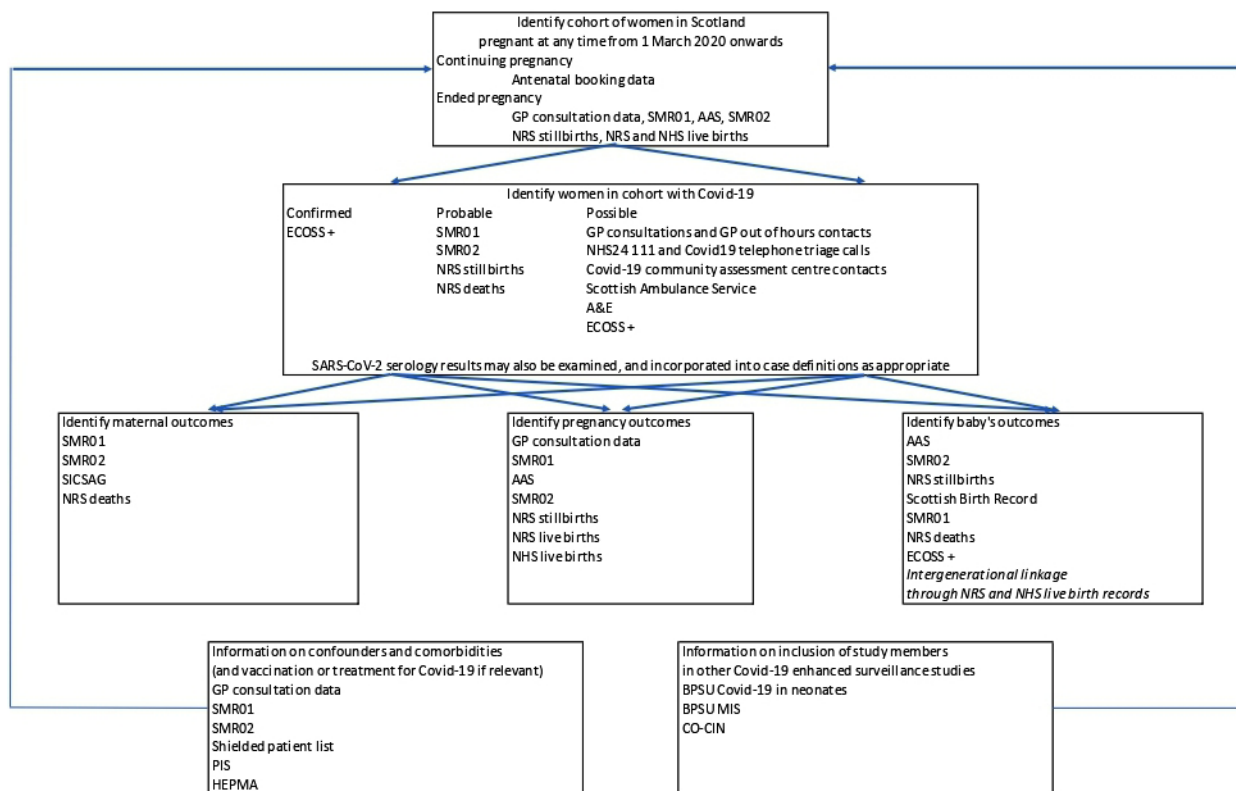 Identify cohort of women in Scotland
pregnant at any time from 1 March 2020 onwards
Continuing pregnancy
Antenatal booking data
Ended pregnancy
GP consultation data, SMR01, AAS, SMR02
NRS stillbirths, NRS and NHS live births
Identify women in cohort with Covid-19
Confirmed
ECOSS +
Probable
SMR01
SMR02
NRS stillbirths
NRS deaths
Possible
GP consultations and GP out of hours contacts
NHS24 111 and Covid19 telephone triage calls
Covid-19 community assessment centre contacts
Scottish Ambulance Service
A&E
ECOSS +
SARS-CoV-2 serology results may also be examined, and incorporated into case definitions as appropriate
Identify maternal outcomes
SMR01
SMR02
SICSAG
NRS deaths
Identify pregnancy outcomes
GP consultation data
SMR01
AAS
SMR02
NRS stillbirths
NRS live births
NHS live births
Identify baby's outcomes
AAS
SMR02
NRS stillbirths
Scottish Birth Record
SMR01
NRS deaths
ECOSS +
Intergenerational linkage
through NRS and NHS live birth records
Information on confounders and comorbidities
(and vaccination or treatment for Covid-19 if relevant)
GP consultation data
SMR01
SMR02
Shielded patient list
PIS
HEPMA
Information on inclusion of study members
in other Covid-19 enhanced surveillance studies
BPSU Covid-19 in neonates
BPSU MIS
CO-CIN